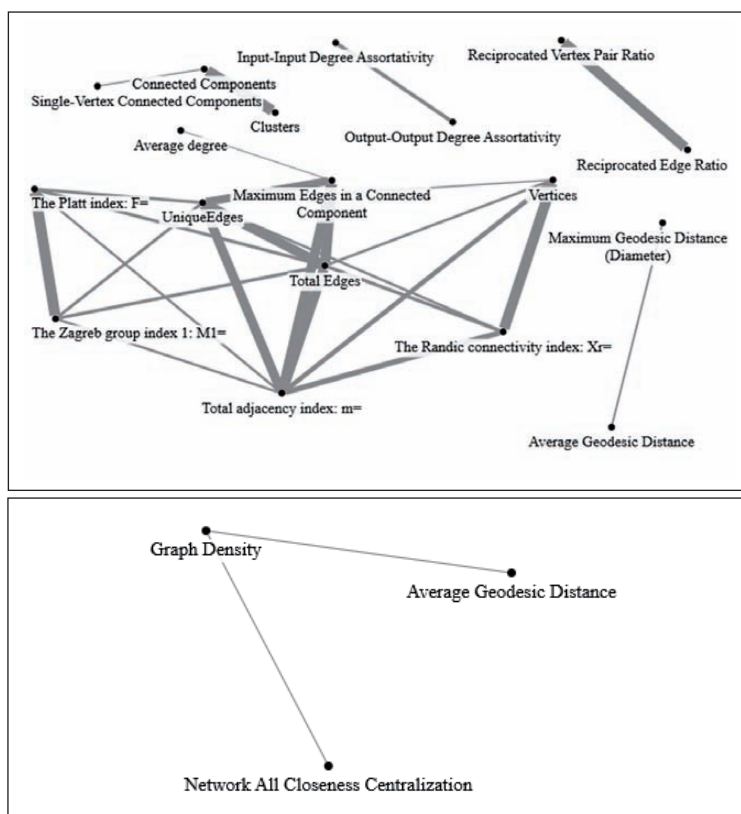 Input-Input Degree Assortativity
Reciprocated Vertex Pair Ratio
Connected Components
Single-Vertex Connected Components
Clusters
Output-Output Degree Assortativity
Average degree
Reciprocated Edge Ratio
The Platt index: F=
UniqueEdges
Maximum Edges in a Connected
Component
Vertices
Maximum Geodesic Distance
(Diameter)
Total Edges
The Zagreb group index 1: M1=
The Randic connectivity index: Xr=
Total adjacency index: m=
Average Geodesic Distance
Graph Density
Average Geodesic Distance
Network All Closeness Centralization